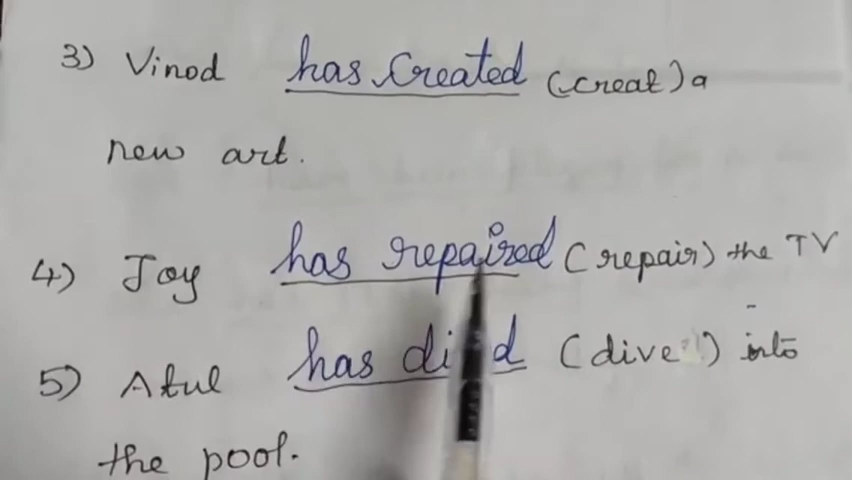 3) Vinod has created (creat) a
new art.
4) Joy has repaired (repair) the TV
5) Atul has (dive) into
the pool.